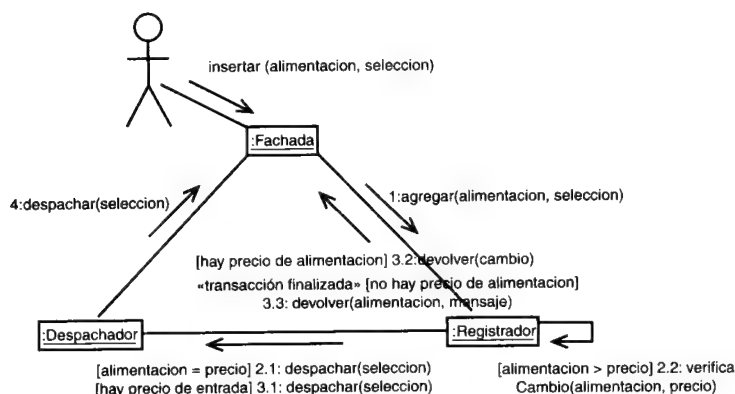 insertar (alimentacion, seleccion)
:Fachada
4:despachar(seleccion)
1:agregar(alimentacion, seleccion)
[hay precio de alimentacion] 3.2:devolver(cambio)
«transacción finalizada» [no hay precio de alimentacion]
3.3: devolver(alimentacion, mensaje)
:Despachador
:Registrador
[alimentacion = precio] 2.1: despachar(seleccion)
[hay precio de entrada] 3.1: despachar(seleccion)
[alimentacion > precio] 2.2: verifica
Cambio(alimentacion, precio)